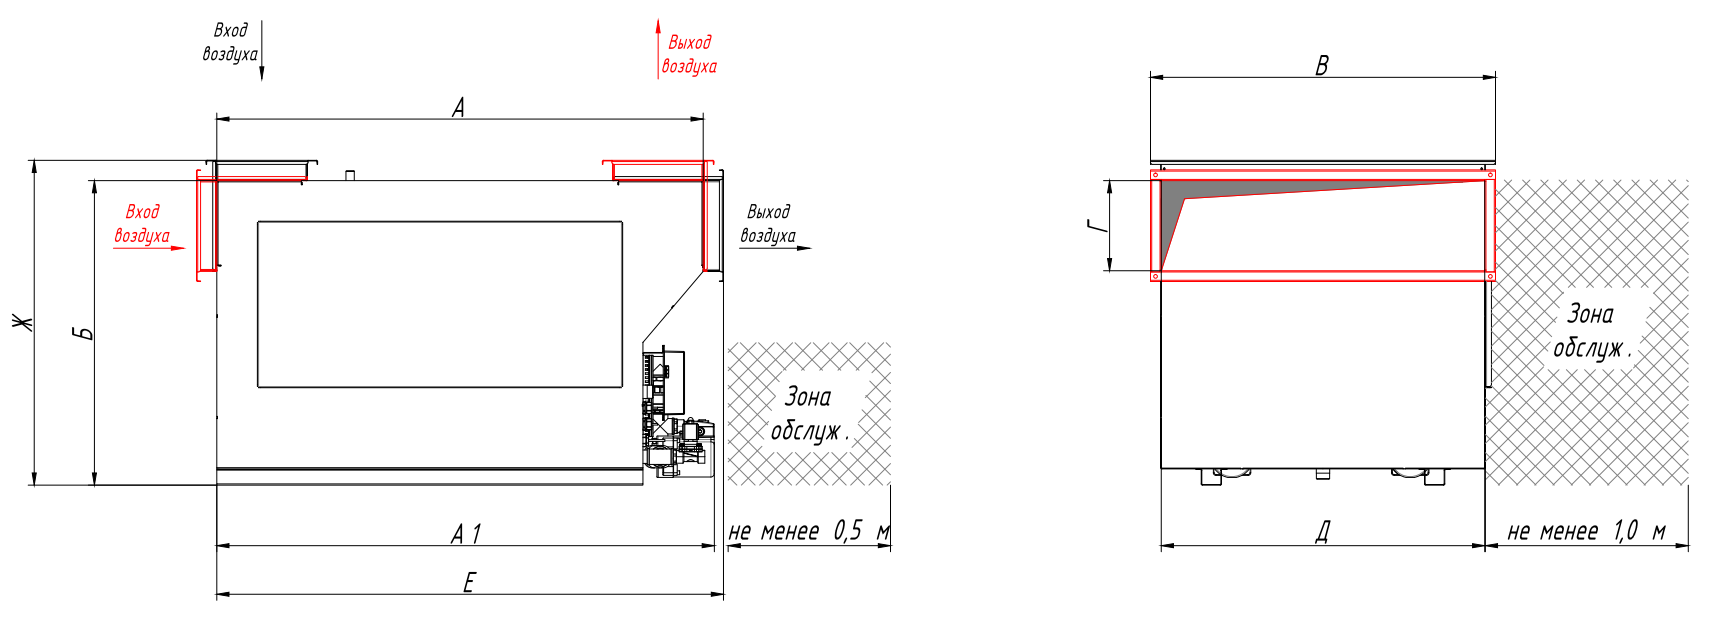 Вход
воздуха
Выход
воздуха
А
В
Вход
воздуха
Выход
воздуха
Г
Ж
Б
Зона
обслуж.
Зона
обслуж.
А1
не менее 0,5 м
Д
не менее 1,0 м
Е